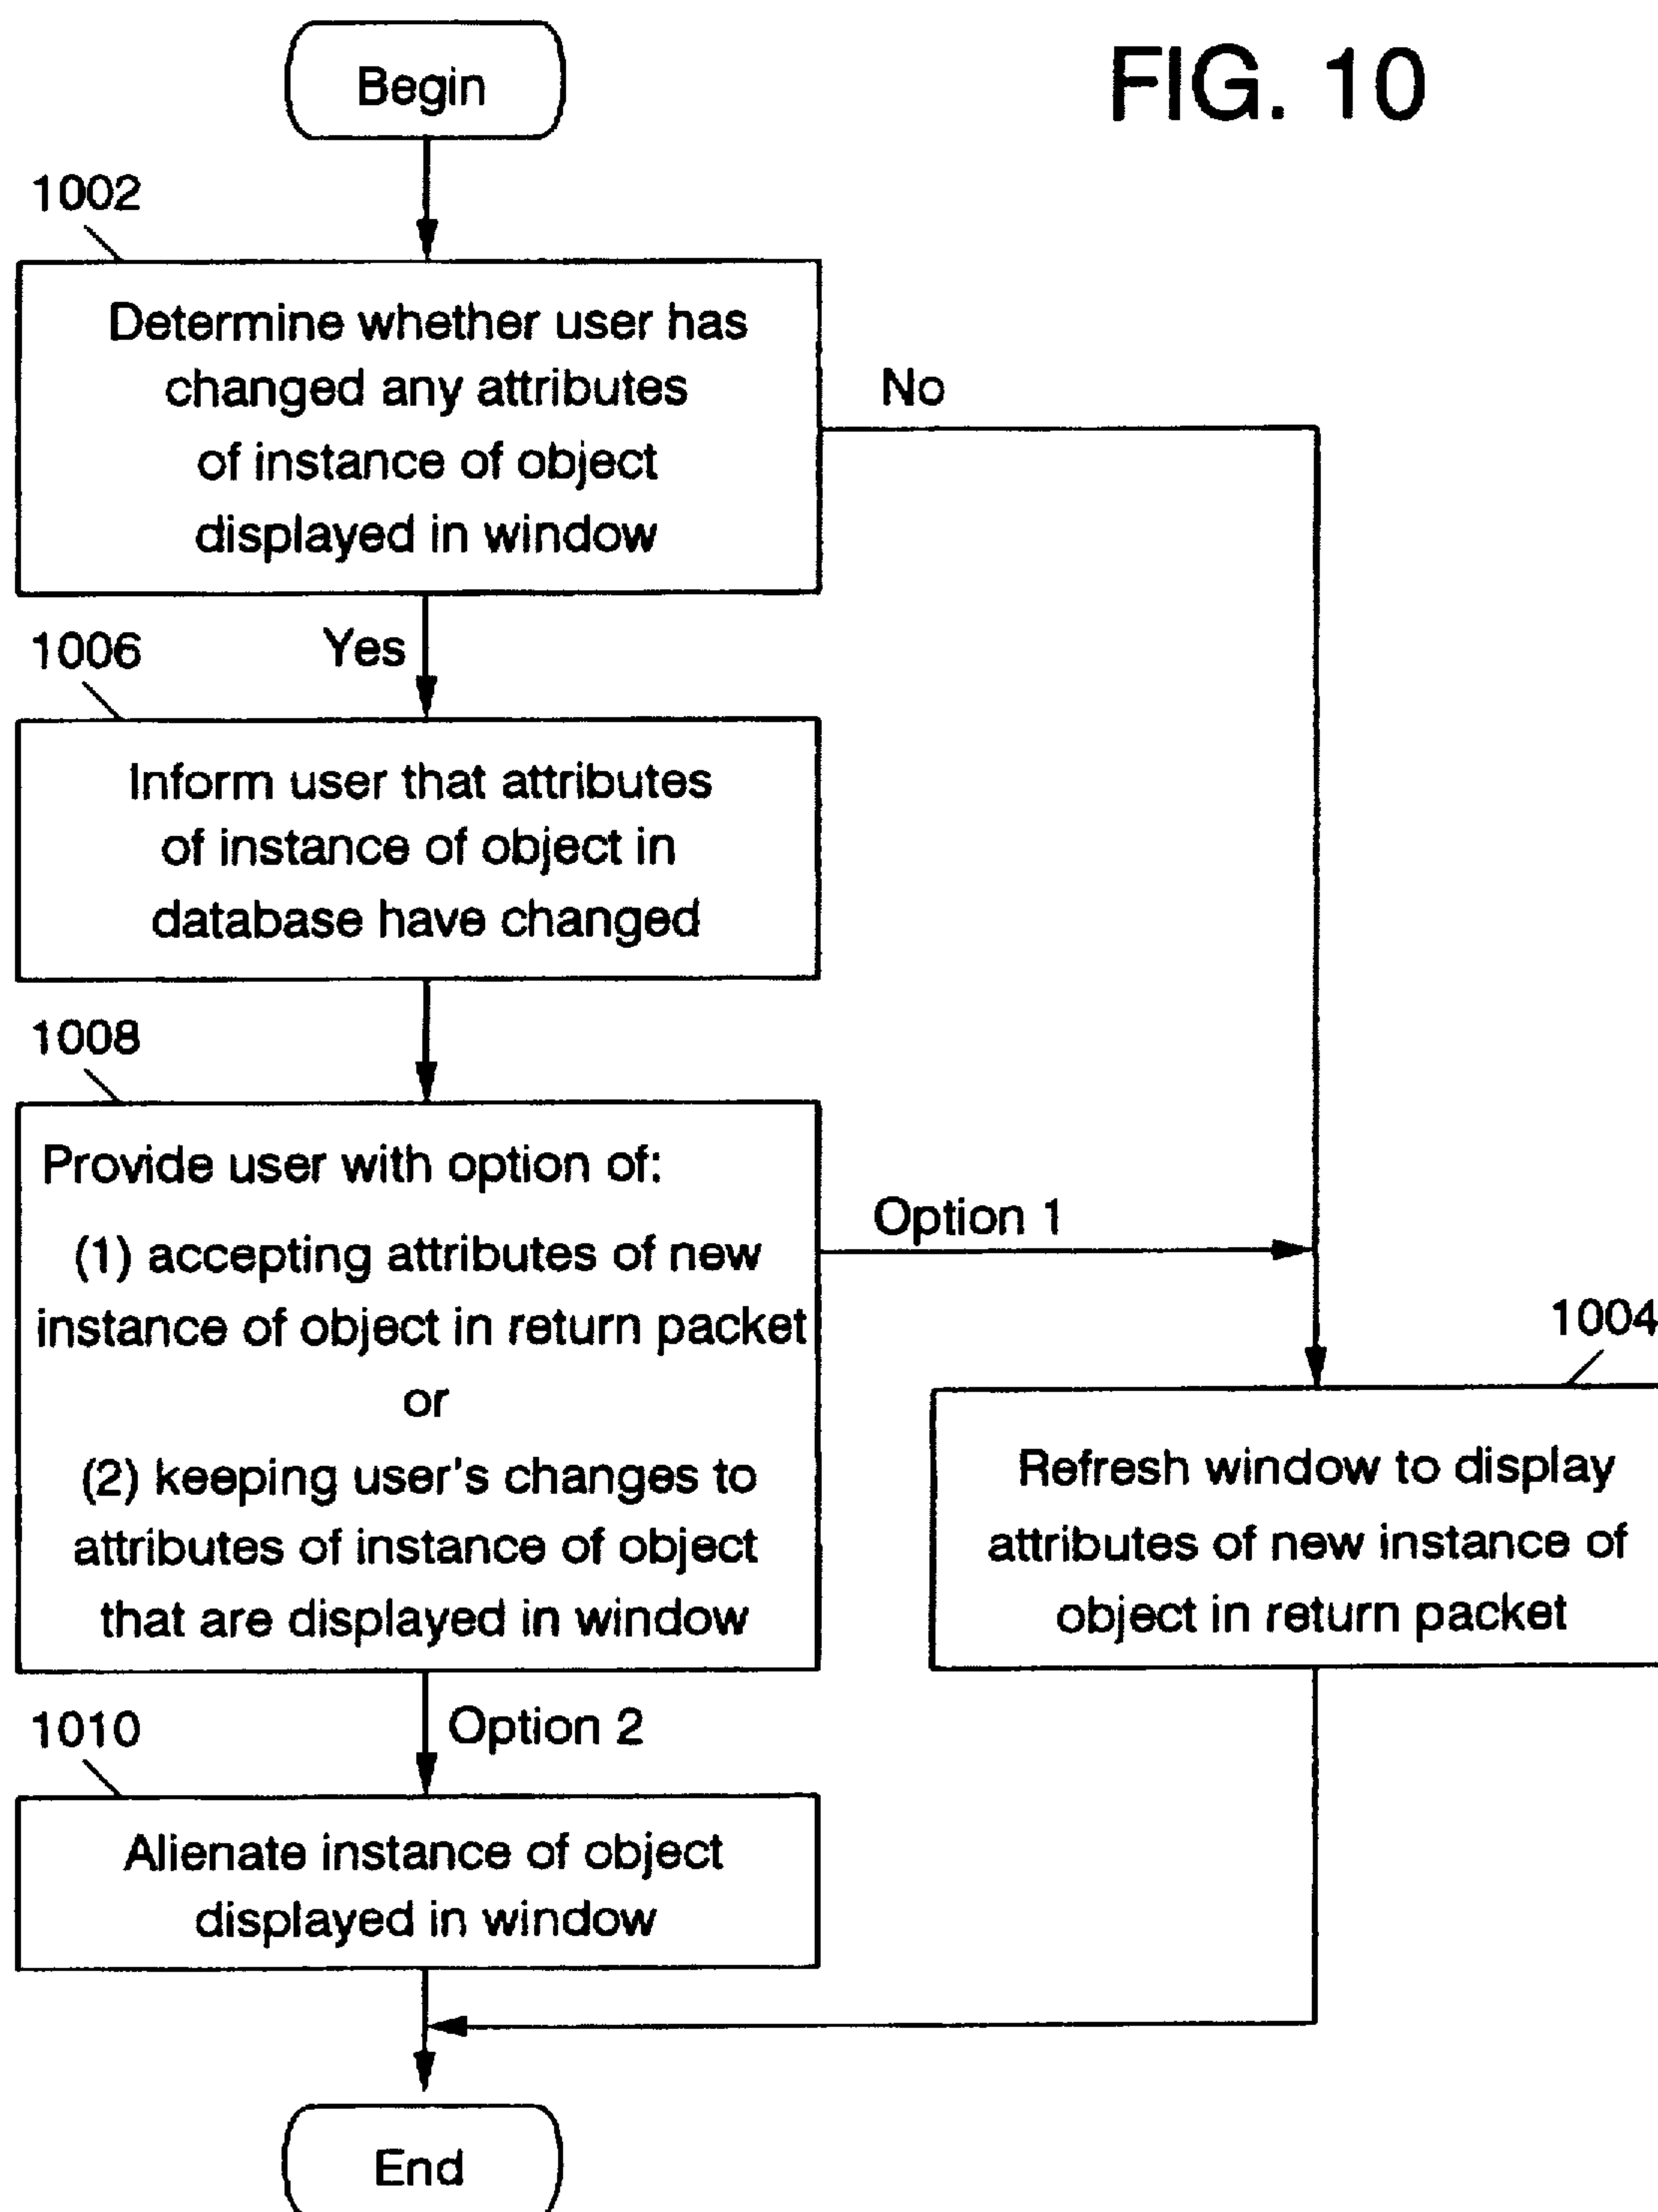 Begin
FIG. 10
1002
Determine whether user has
changed any attributes
of instance of object
displayed in window
No
1006
Yes
Inform user that attributes
of instance of object in
database have changed
1008
Provide user with option of:
(1) accepting attributes of new
instance of object in return packet
or
(2) keeping user's changes to
attributes of instance of object
that are displayed in window
Option 1
1004
Refresh window to display
attributes of new instance of
object in return packet
Option 2
1010
Alienate instance of object
displayed in window
End